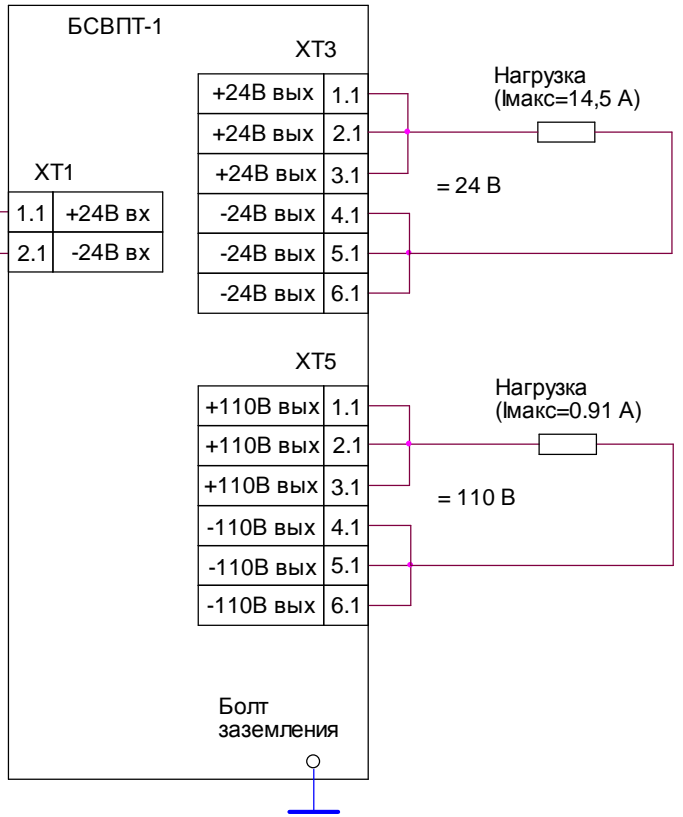 БСВПТ-1
XT3
+24В вых 1.1
+24В вых 2.1
+24В вых 3.1
-24В вых 4.1
-24В вых 5.1
-24В вых 6.1
Нагрузка
(Iмакс=14,5 А)
= 24 В
XT1
1.1 +24В вх
2.1 -24В вх
XT5
+110В вых 1.1
+110В вых 2.1
+110В вых 3.1
-110В вых 4.1
-110В вых 5.1
-110В вых 6.1
Нагрузка
(Iмакс=0.91 А)
= 110 В
Болт
заземления